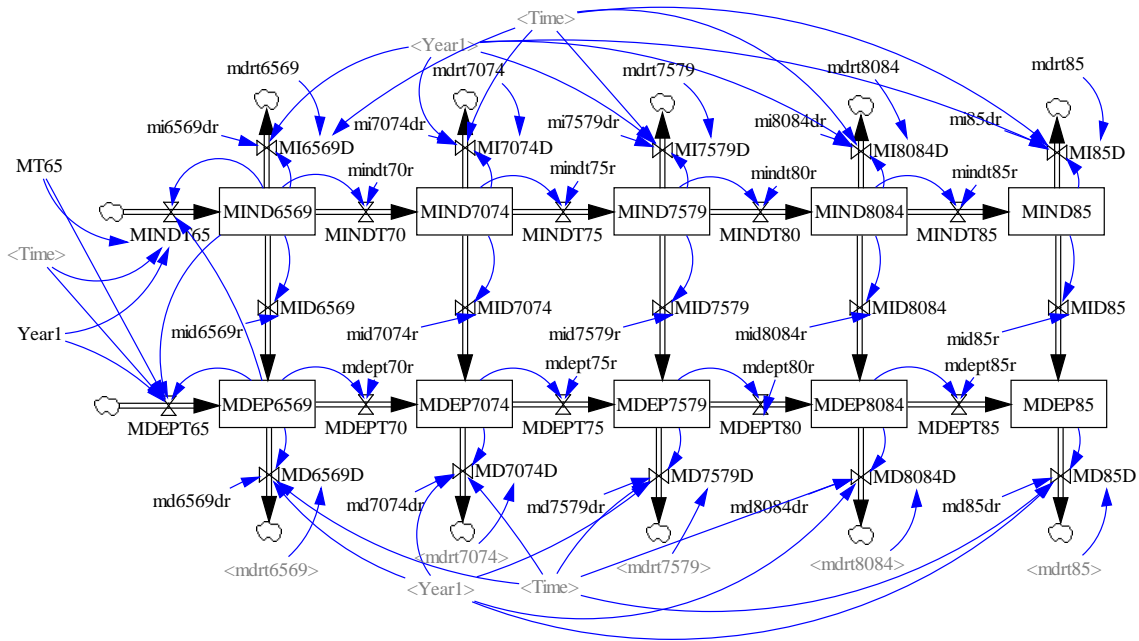 <Time>
<Year1>
mdrt6569
mdrt7074
mdrt7579
mdrt8084
mdrt85
mi6569dr
mi7074dr
mi7579dr
mi8084dr
mi85dr
MI6569D
MI7074D
MI7579D
MI8084D
MI85D
MT65
mindt70r
mindt75r
mindt80r
mindt85r
MIND6569
MIND7074
MIND7579
MIND8084
MIND85
MINDT65
MINDT70
MINDT75
MINDT80
MINDT85
<Time>
MID6569
MID7074
MID7579
MID8084
MID85
Year1
mid6569r
mid7074r
mid7579r
mid8084r
mid85r
mdept70r
mdept75r
mdept80r
mdept85r
MDEP6569
MDEP7074
MDEP7579
MDEP8084
MDEP85
MDEPT65
MDEPT70
MDEPT75
MDEPT80
MDEPT85
MD6569D
MD7074D
MD7579D
MD8084D
MD85D
md6569dr
md7074dr
md7579dr
md8084dr
md85dr
<mdrt6569>
<mdrt7074>
<mdrt7579>
<mdrt8084>
<mdrt85>
<Year1>
<Time>